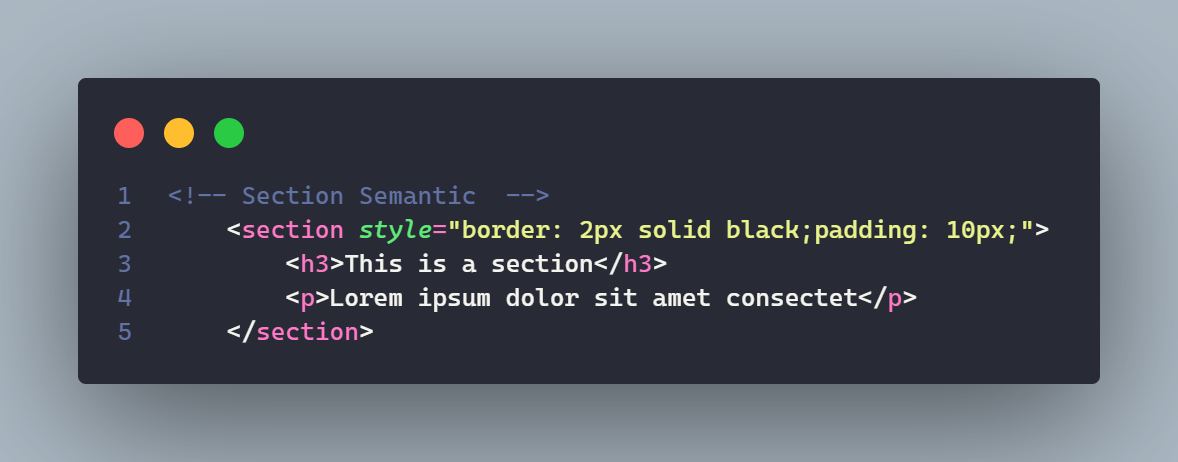 1 <!-- Section Semantic  -->
2     <section style="border: 2px solid black;padding: 10px;">
3         <h3>This is a section</h3>
4         <p>Lorem ipsum dolor sit amet consectet</p>
5     </section>